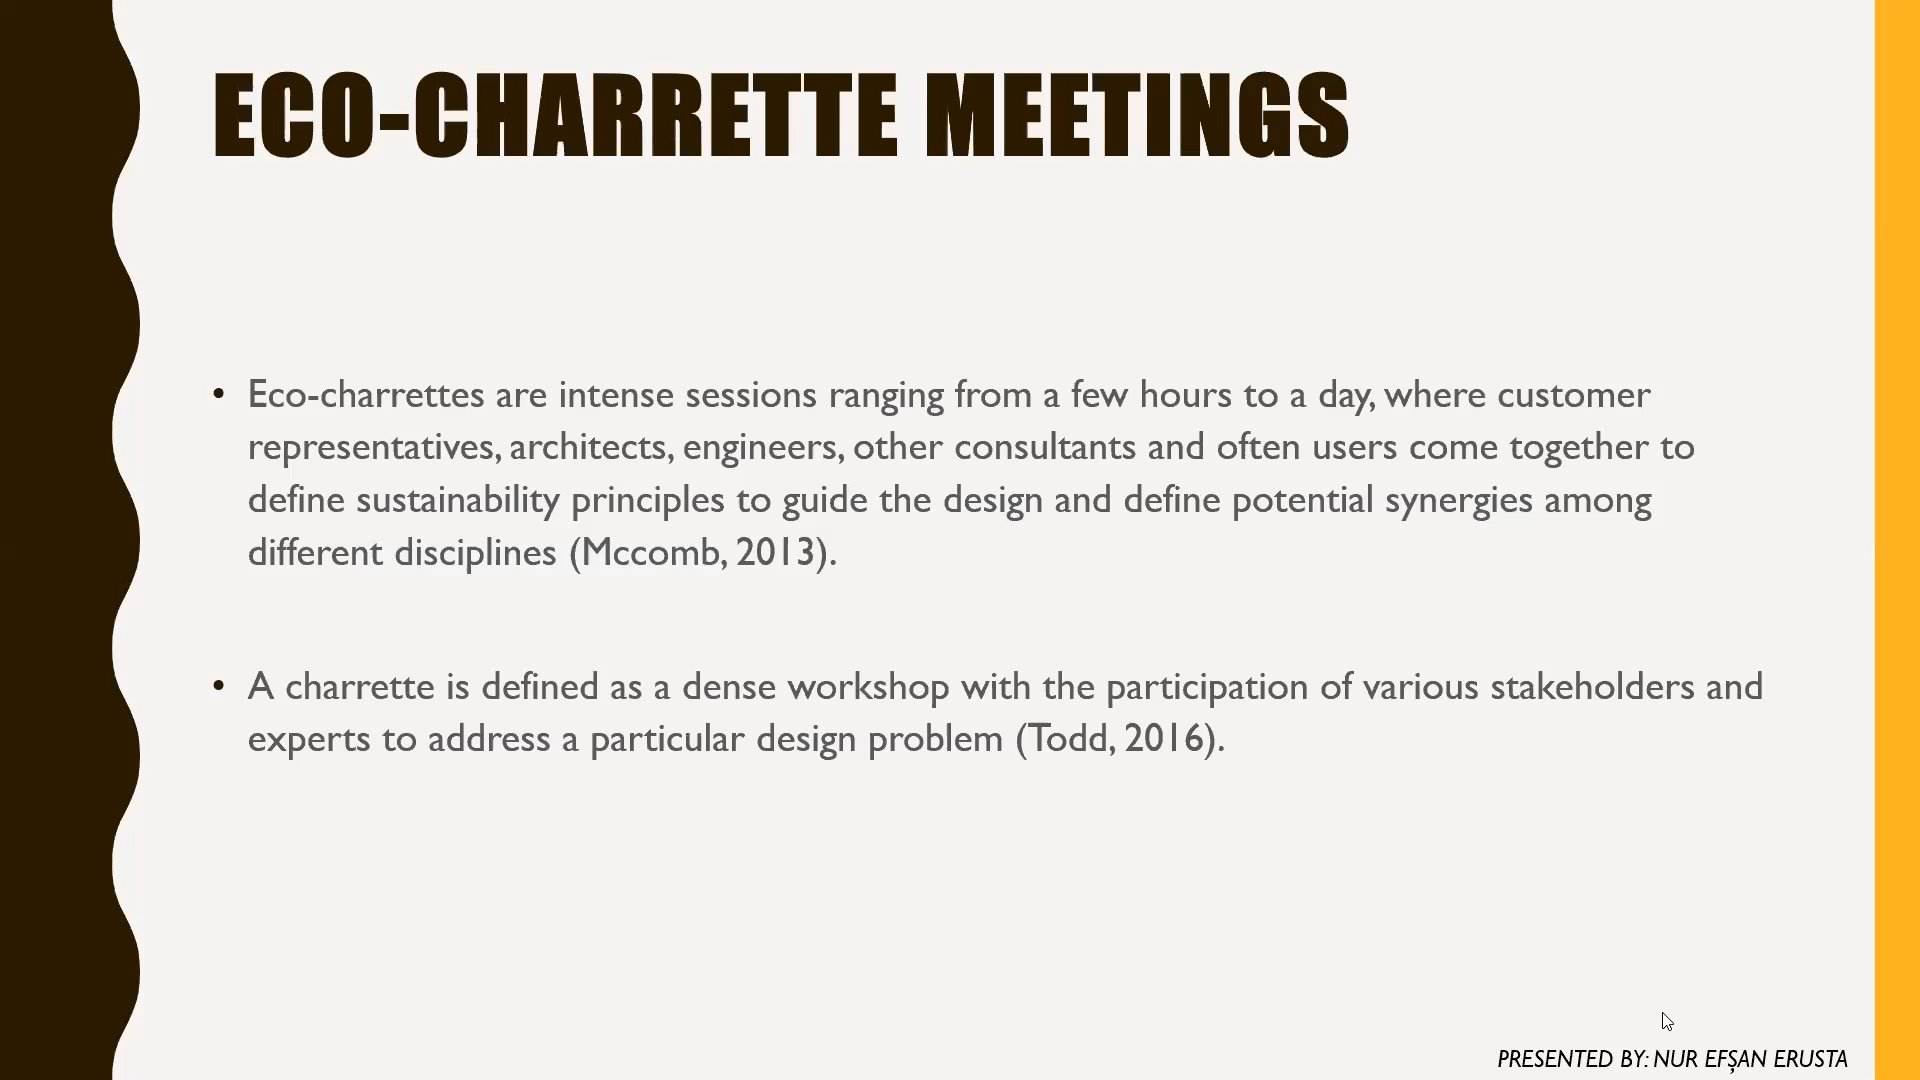 ECO-CHARRETTE MEETINGS
• Eco-charrettes are intense sessions ranging from a few hours to a day, where customer
representatives, architects, engineers, other consultants and often users come together to
define sustainability principles to guide the design and define potential synergies among
different disciplines (Mccomb, 2013).
• A charrette is defined as a dense workshop with the participation of various stakeholders and
experts to address a particular design problem (Todd, 2016).
PRESENTED BY: NUR EFŞAN ERUSTA